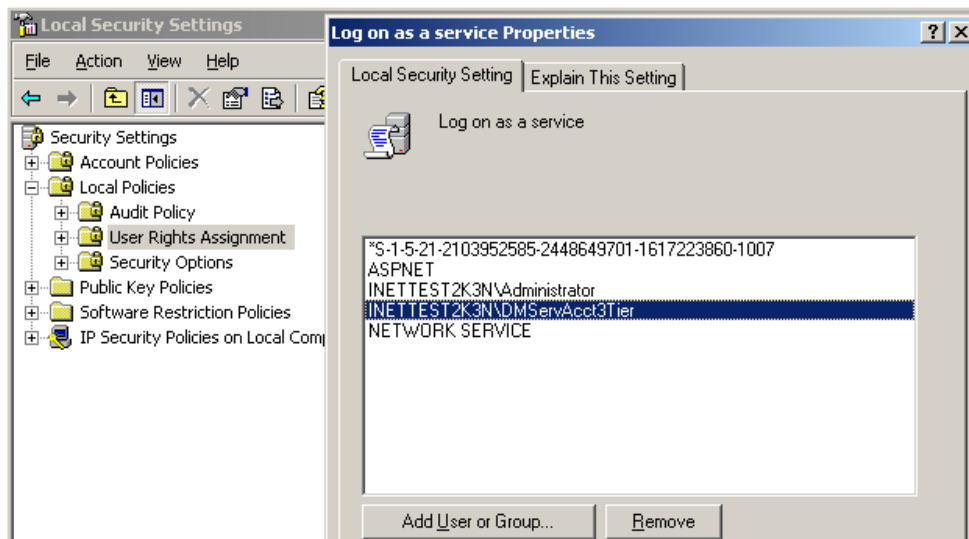 Local Security Settings
File Action View Help
Security Settings
Account Policies
Local Policies
Audit Policy
User Rights Assignment
Security Options
Public Key Policies
Software Restriction Policies
IP Security Policies on Local Com
Log on as a service Properties
Local Security Setting
Explain This Setting
Log on as a service
*S-1-5-21-2103952585-2448649701-1617223860-1007
ASPNET
INETTEST2K3N\Administrator
INETTEST2K3N\DMServAcct3Tier
NETWORK SERVICE
Add User or Group...
Remove